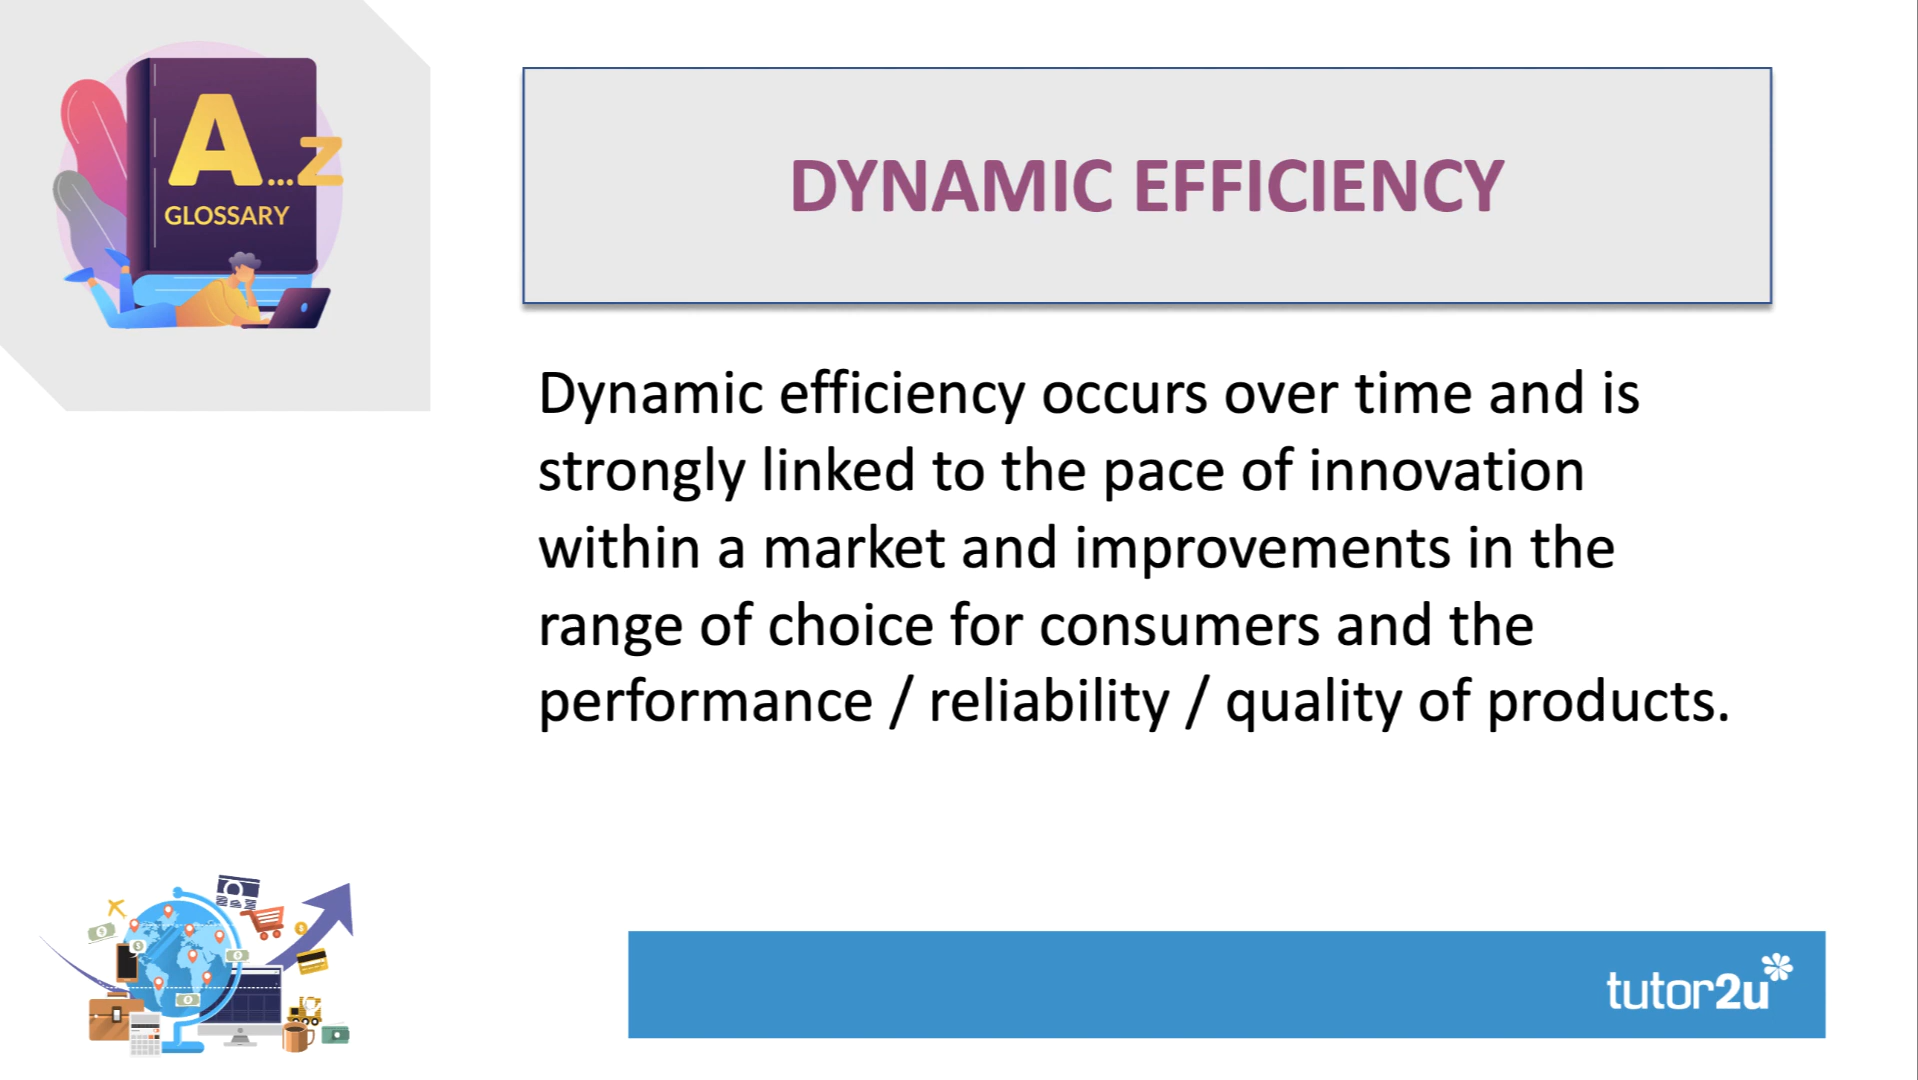 A...Z
GLOSSARY
DYNAMIC EFFICIENCY
Dynamic efficiency occurs over time and is
strongly linked to the pace of innovation
within a market and improvements in the
range of choice for consumers and the
performance / reliability / quality of products.
tutor2u